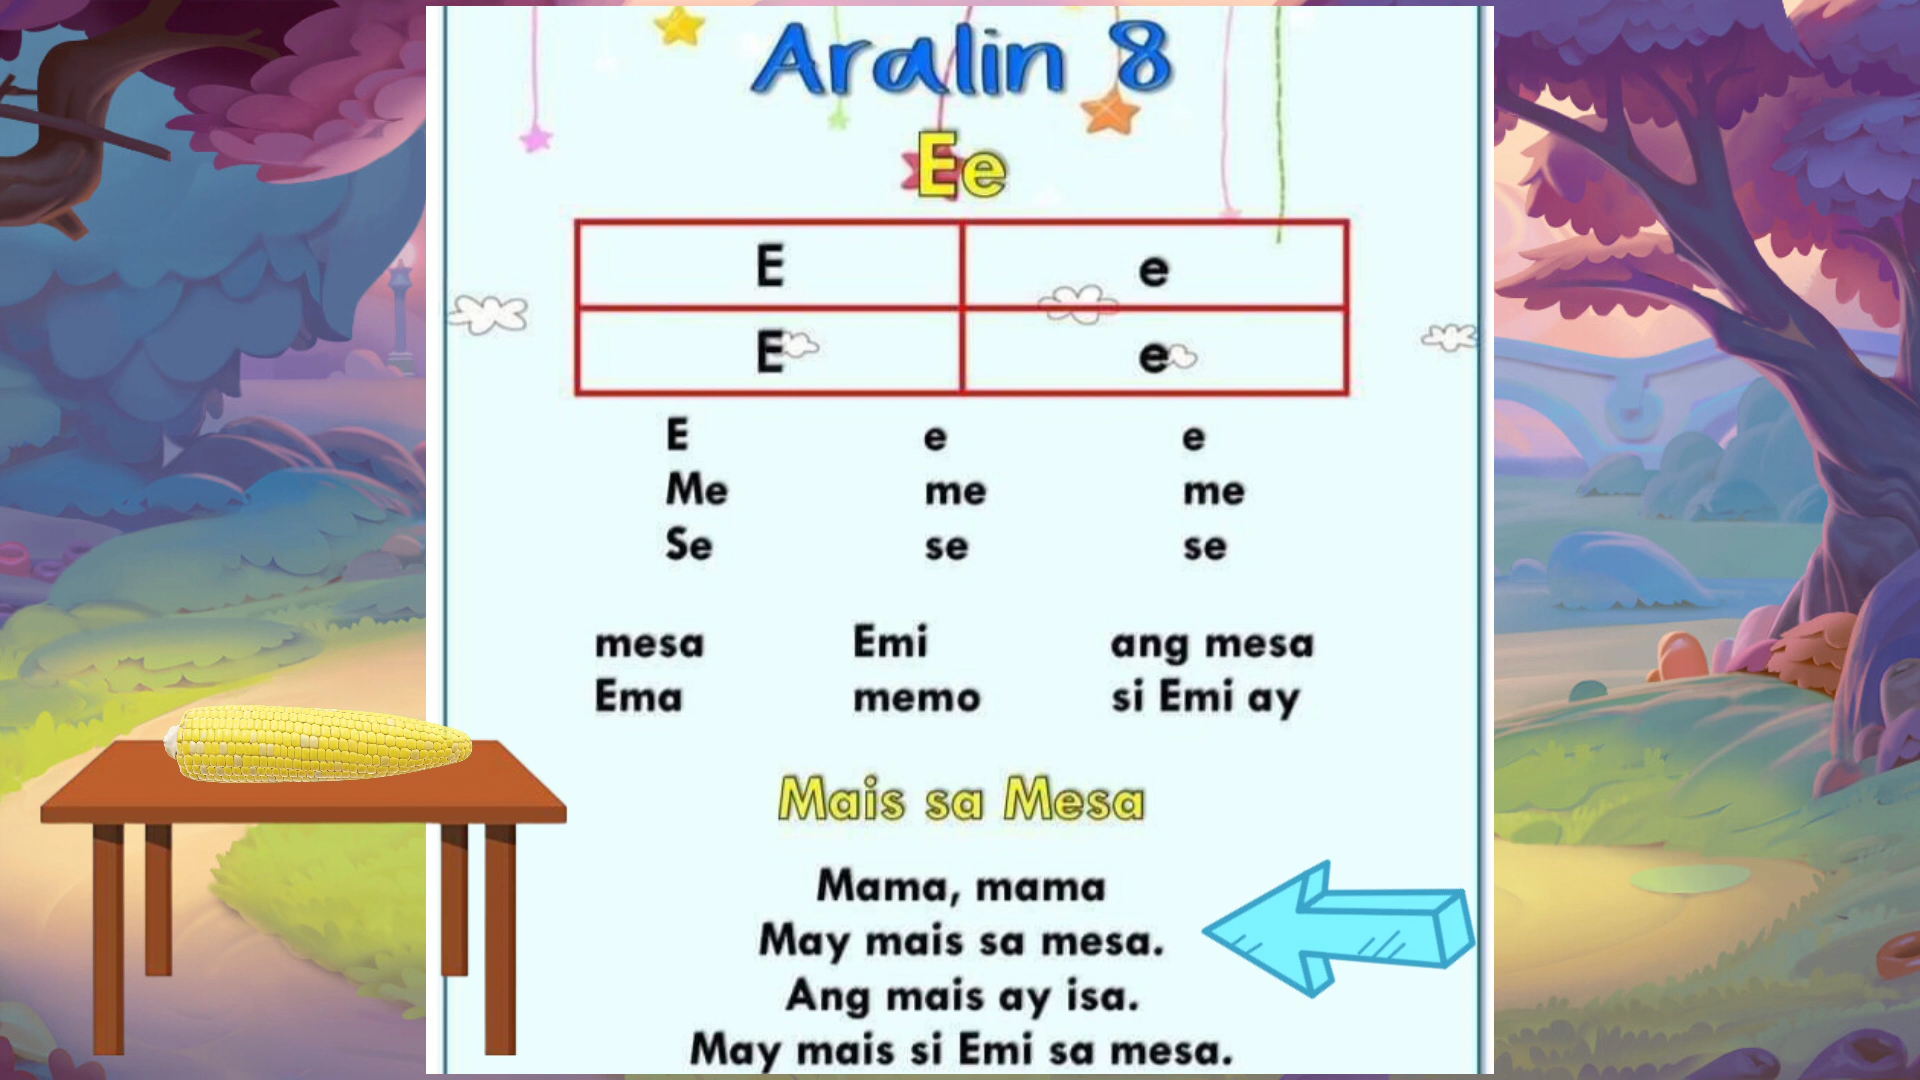 Aralin 8
Ee
E e
E e
E e e
Me me me
Se se se
mesa Emi ang mesa
Ema memo si Emi ay
Mais sa Mesa
Mama, mama
May mais sa mesa.
Ang mais ay isa.
May mais si Emi sa mesa.